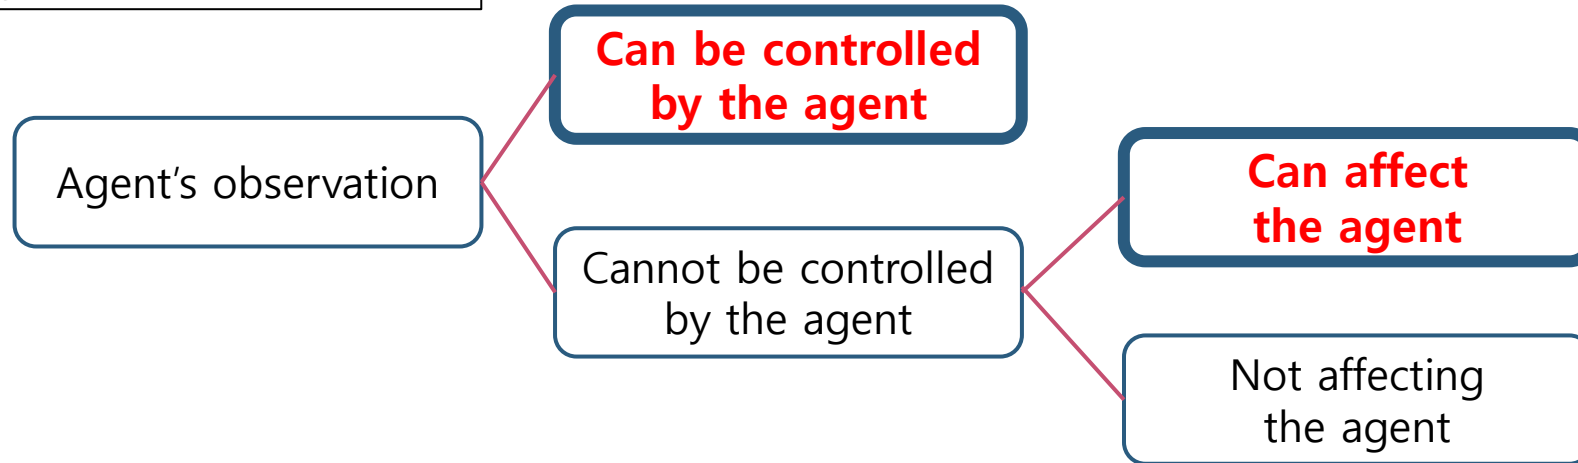 Can be controlled
by the agent
Agent’s observation
Can affect
the agent
Cannot be controlled
by the agent
Not affecting
the agent